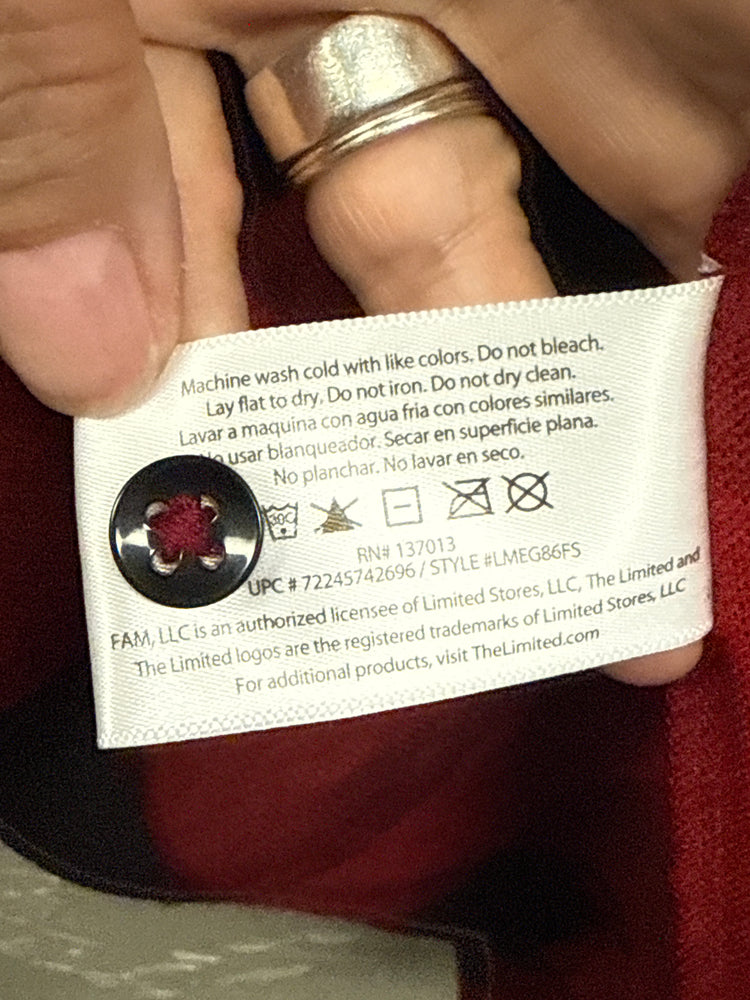 Machine wash cold with like colors. Do not bleach.
Lay flat to dry. Do not iron. Do not dry clean.
Lavar a maquina con agua fria con colores similares.
No usar blanqueador. Secar en superficie plana.
No planchar. No lavar en seco.
30C
RN# 137013
UPC # 72245742696 / STYLE #LMEG86FS
FAM, LLC is an authorized licensee of Limited Stores, LLC, The Limited and
The Limited logos are the registered trademarks of Limited Stores, LLC
For additional products, visit TheLimited.com